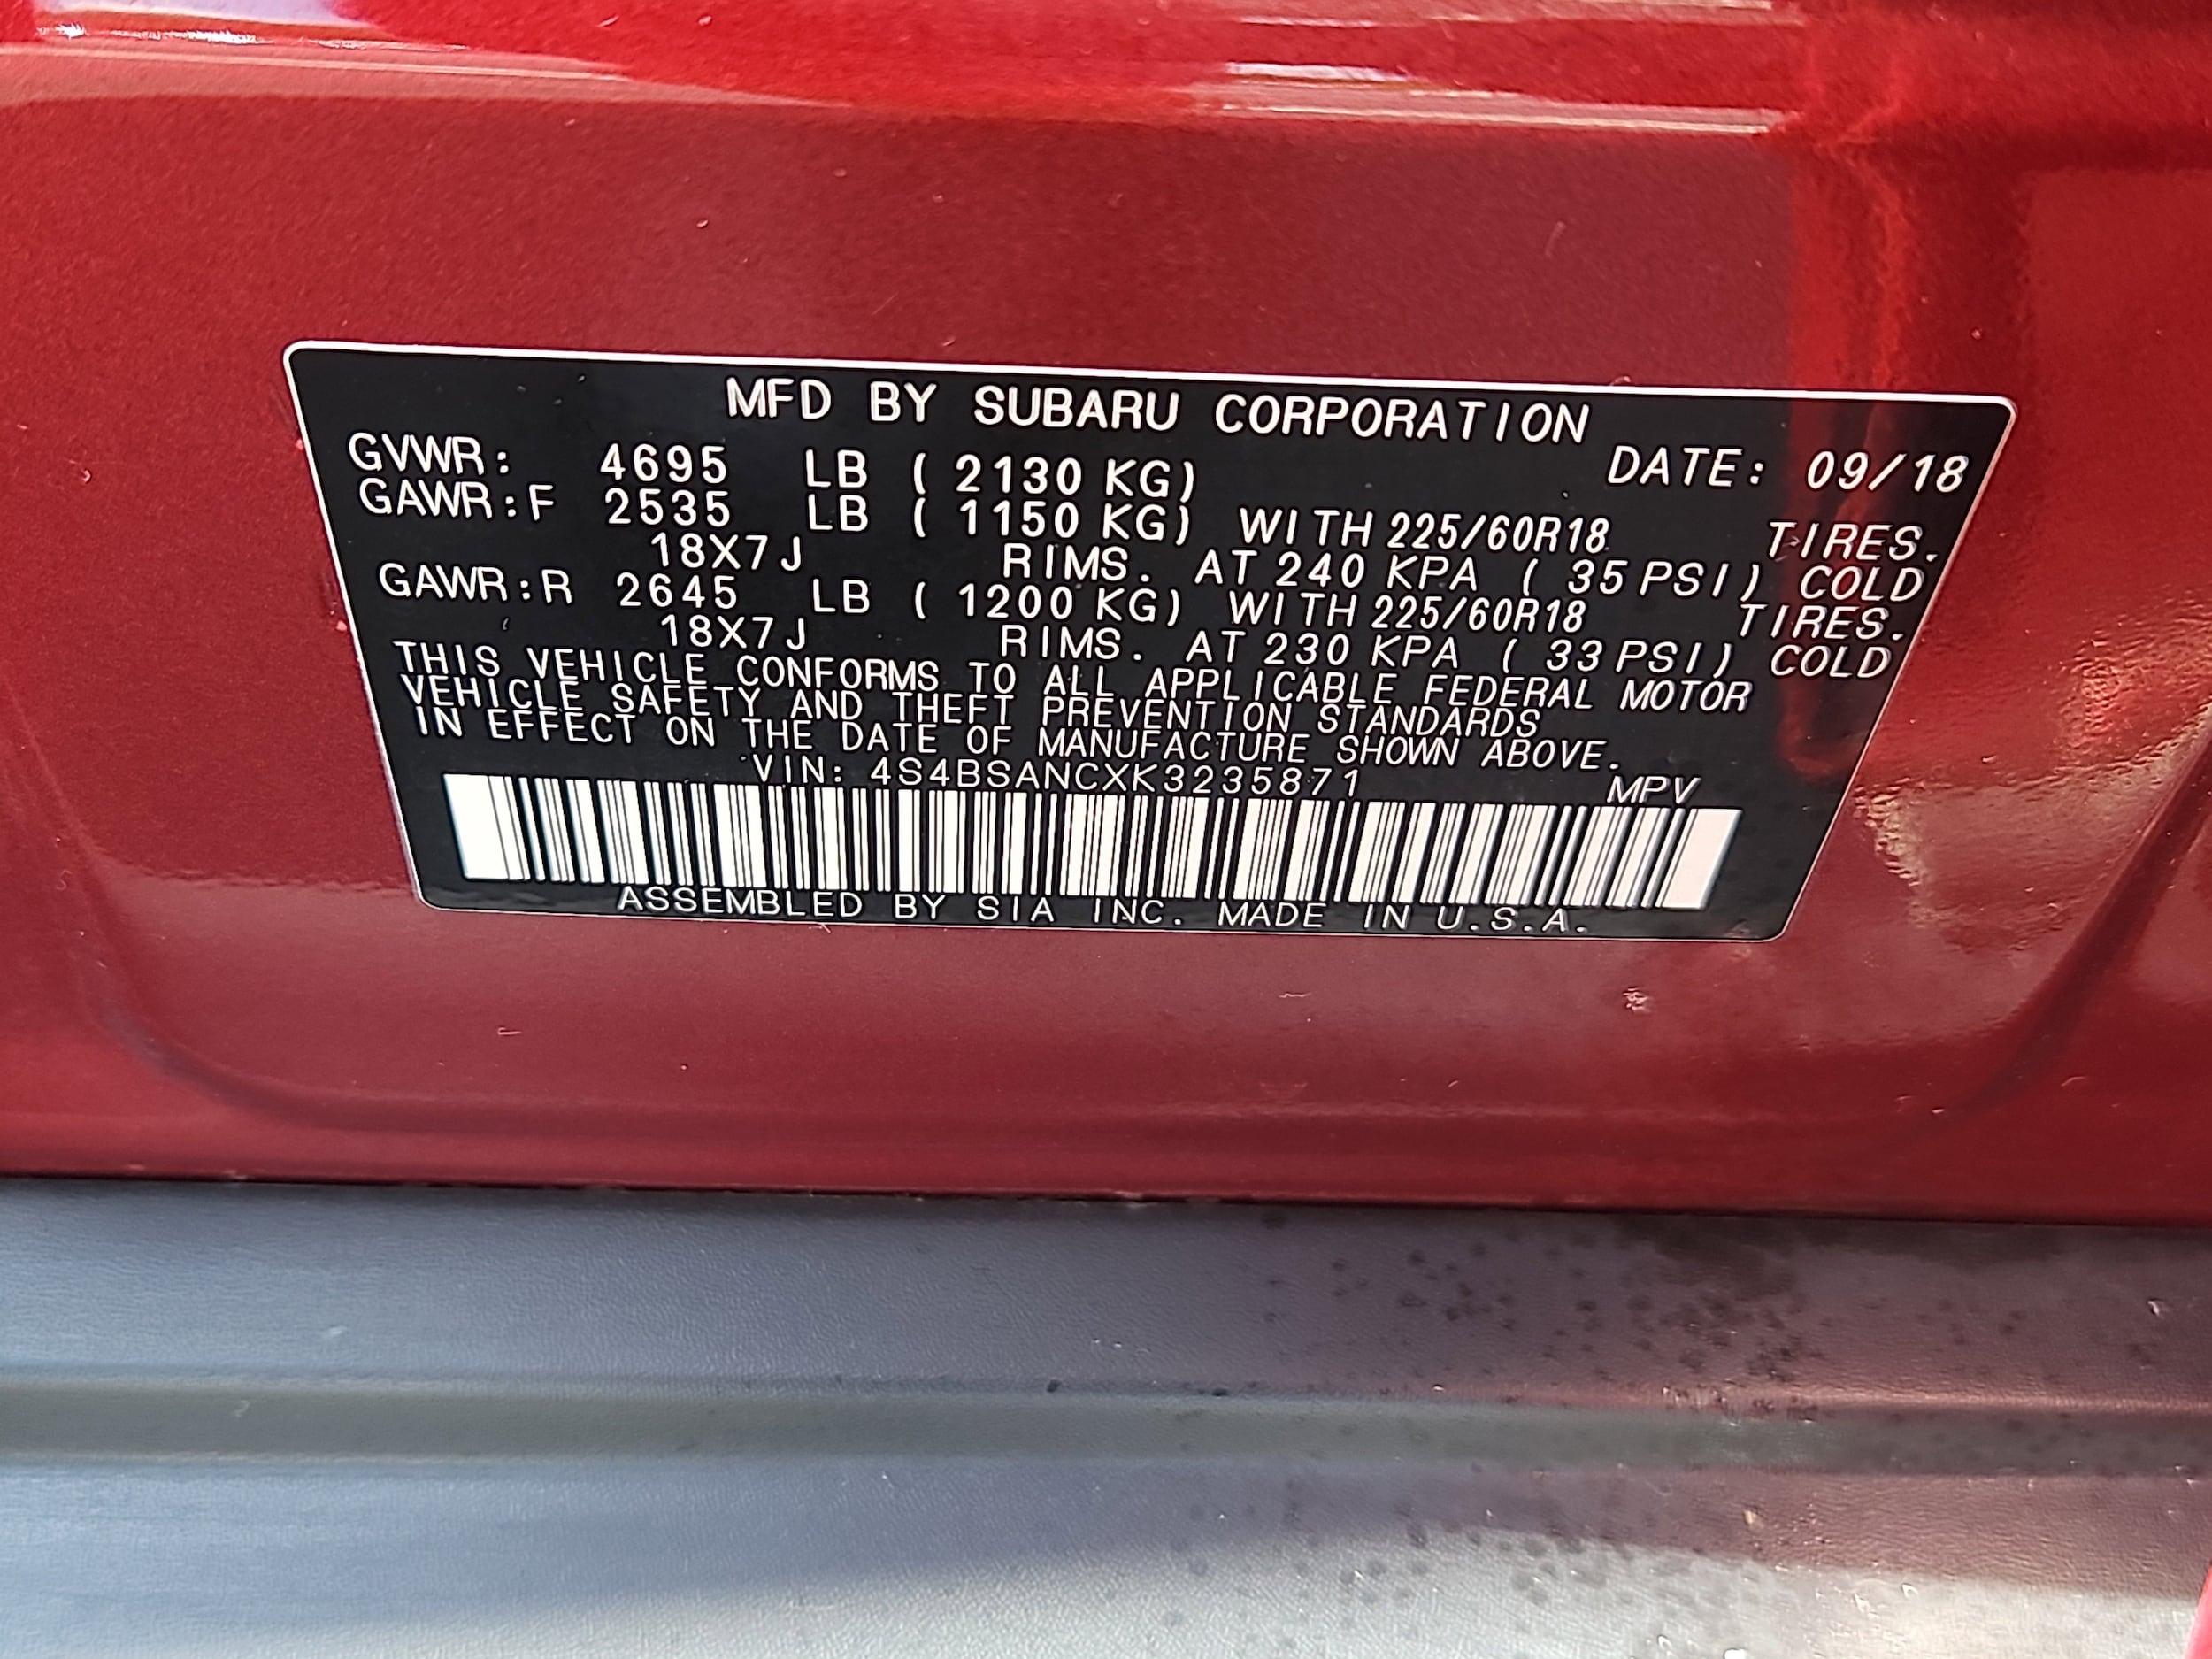 MFD BY SUBARU CORPORATION
GVWR: 4695 LB ( 2130 KG) DATE: 09/18
GAWR:F 2535 LB ( 1150 KG) WITH 225/60R18 TIRES.
18X7J RIMS. AT 240 KPA ( 35 PSI) COLD
GAWR:R 2645 LB ( 1200 KG) WITH 225/60R18 TIRES.
18X7J RIMS. AT 230 KPA ( 33 PSI) COLD
THIS VEHICLE CONFORMS TO ALL APPLICABLE FEDERAL MOTOR
VEHICLE SAFETY AND THEFT PREVENTION STANDARDS
IN EFFECT ON THE DATE OF MANUFACTURE SHOWN ABOVE.
VIN: 4S4BSANCXK3235871 MPV
ASSEMBLED BY SIA INC. MADE IN U.S.A.